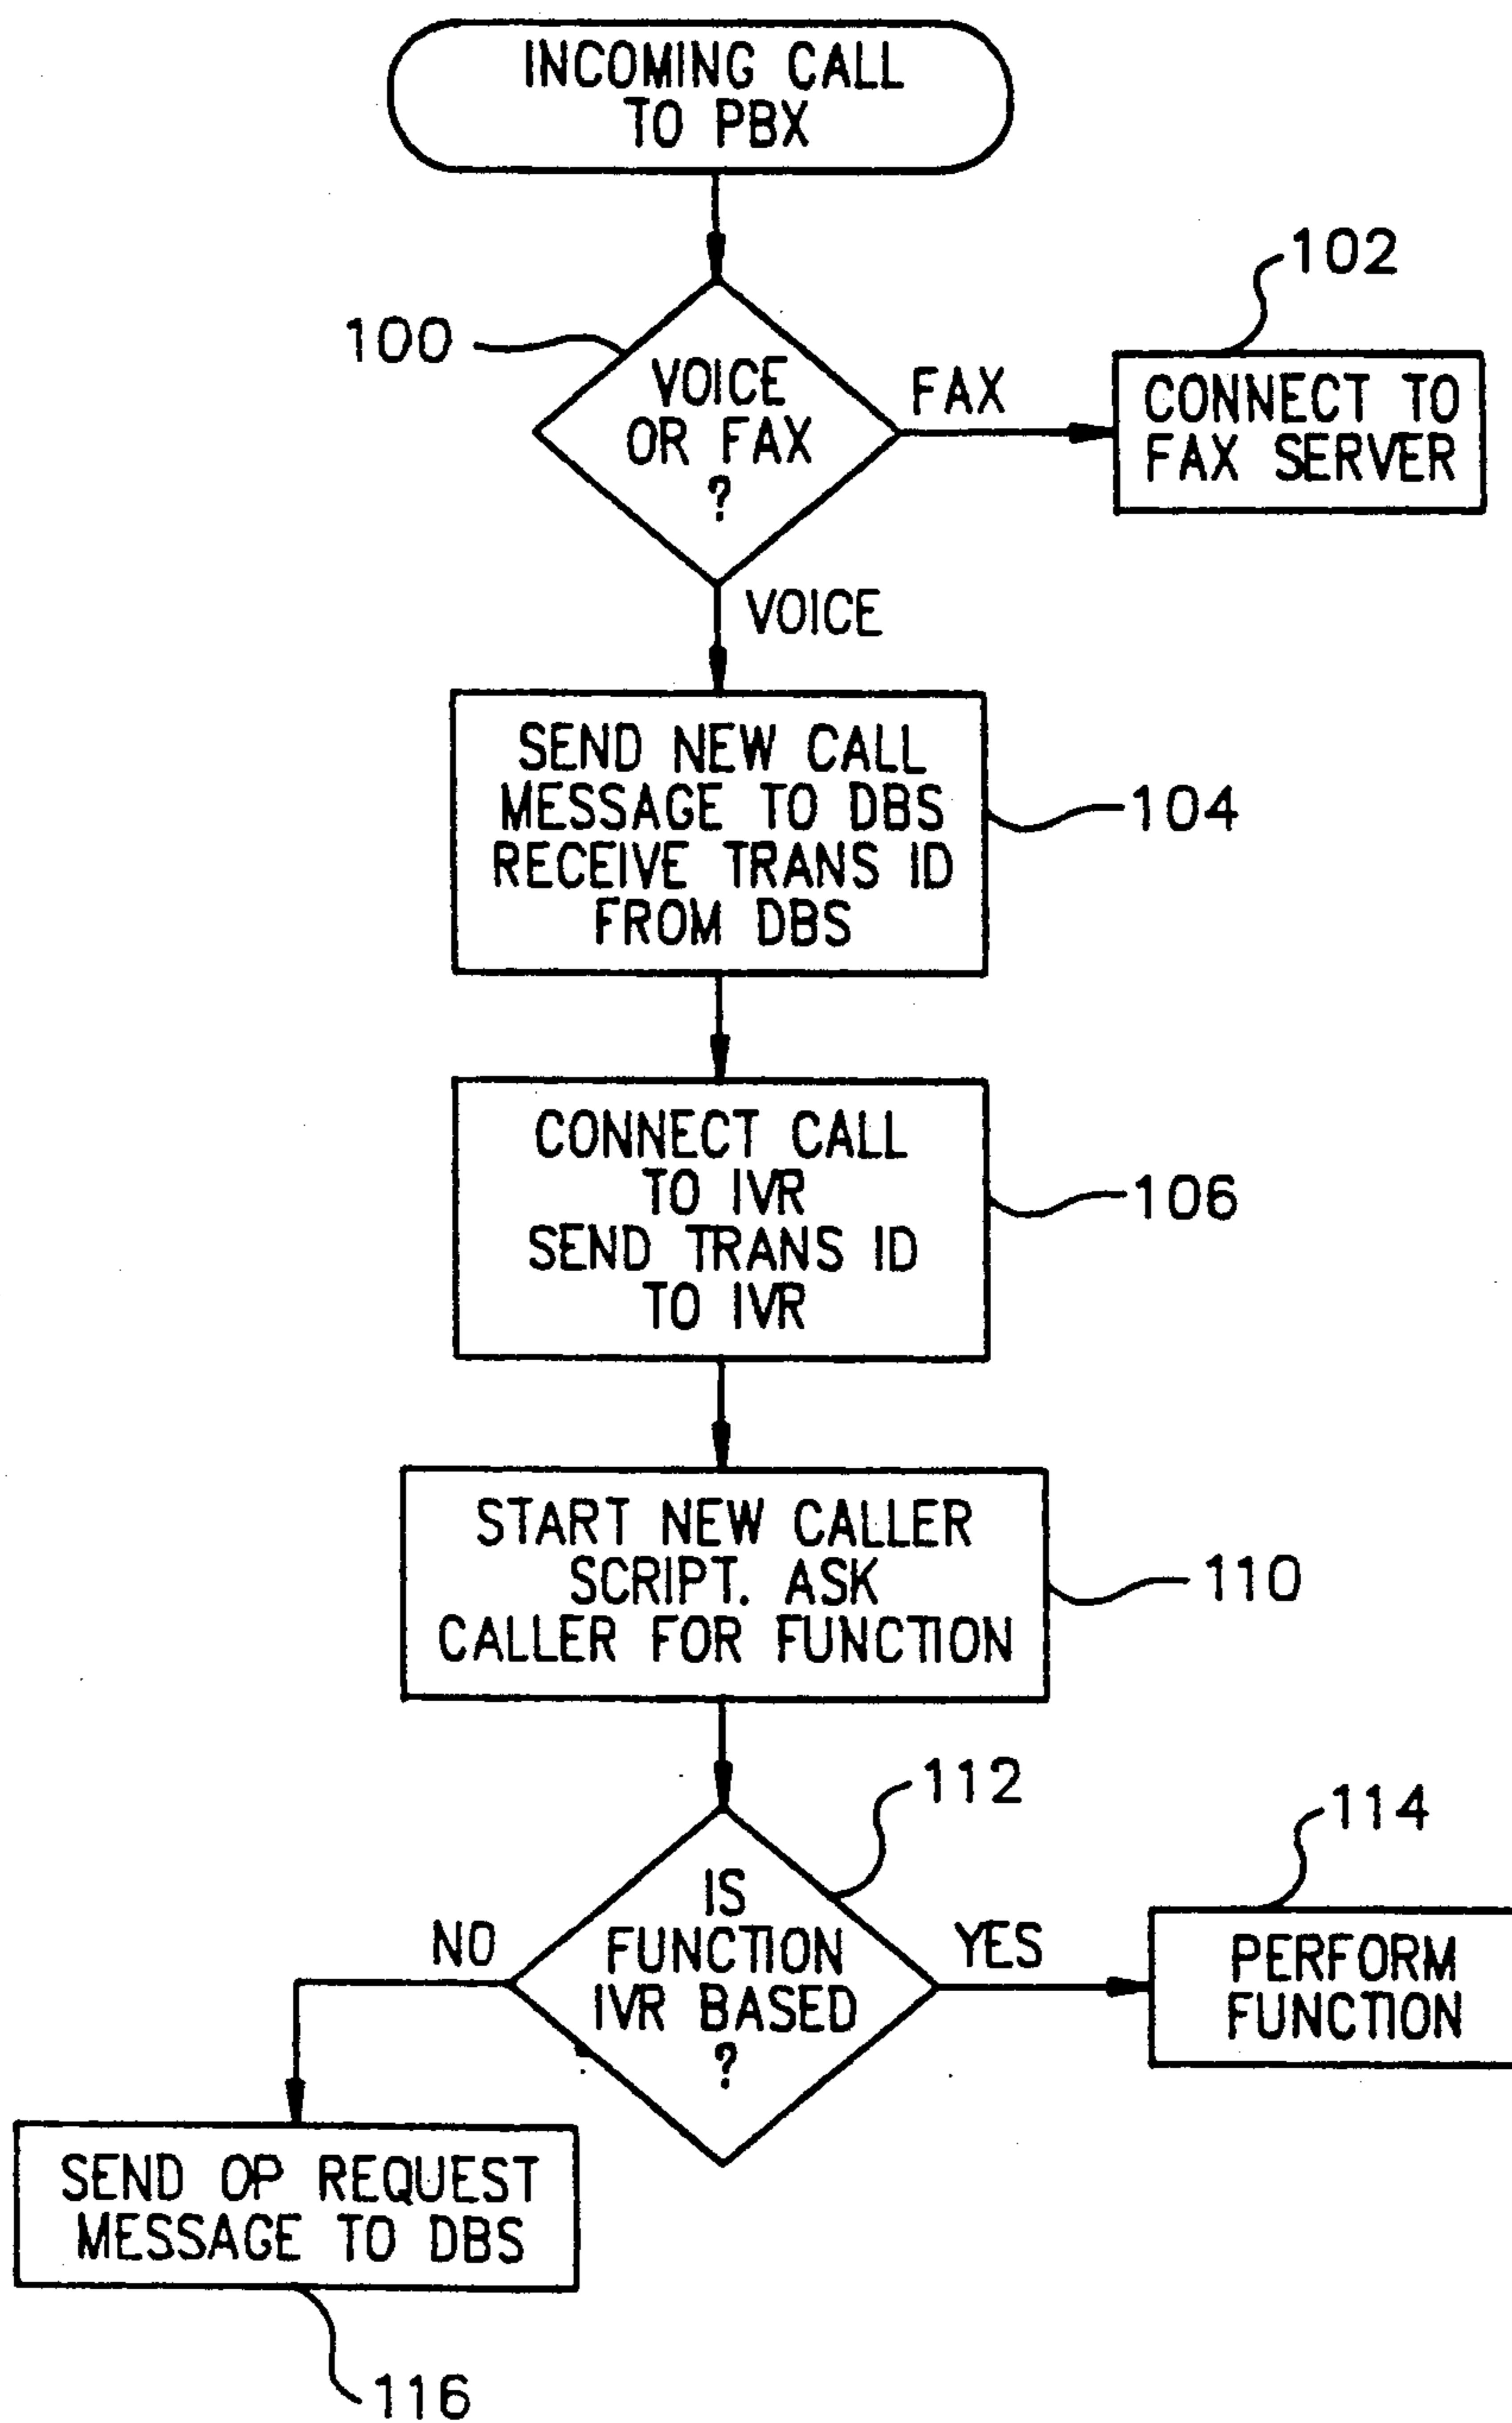 INCOMING CALL
TO PBX
102
100
VOICE
OR FAX
?
FAX
CONNECT TO
FAX SERVER
VOICE
SEND NEW CALL
MESSAGE TO DBS
RECEIVE TRANS ID
FROM DBS
104
CONNECT CALL
TO IVR
SEND TRANS ID
TO IVR
106
START NEW CALLER
SCRIPT. ASK
CALLER FOR FUNCTION
110
112
114
NO
IS
FUNCTION
IVR BASED
?
YES
PERFORM
FUNCTION
SEND OP REQUEST
MESSAGE TO DBS
116